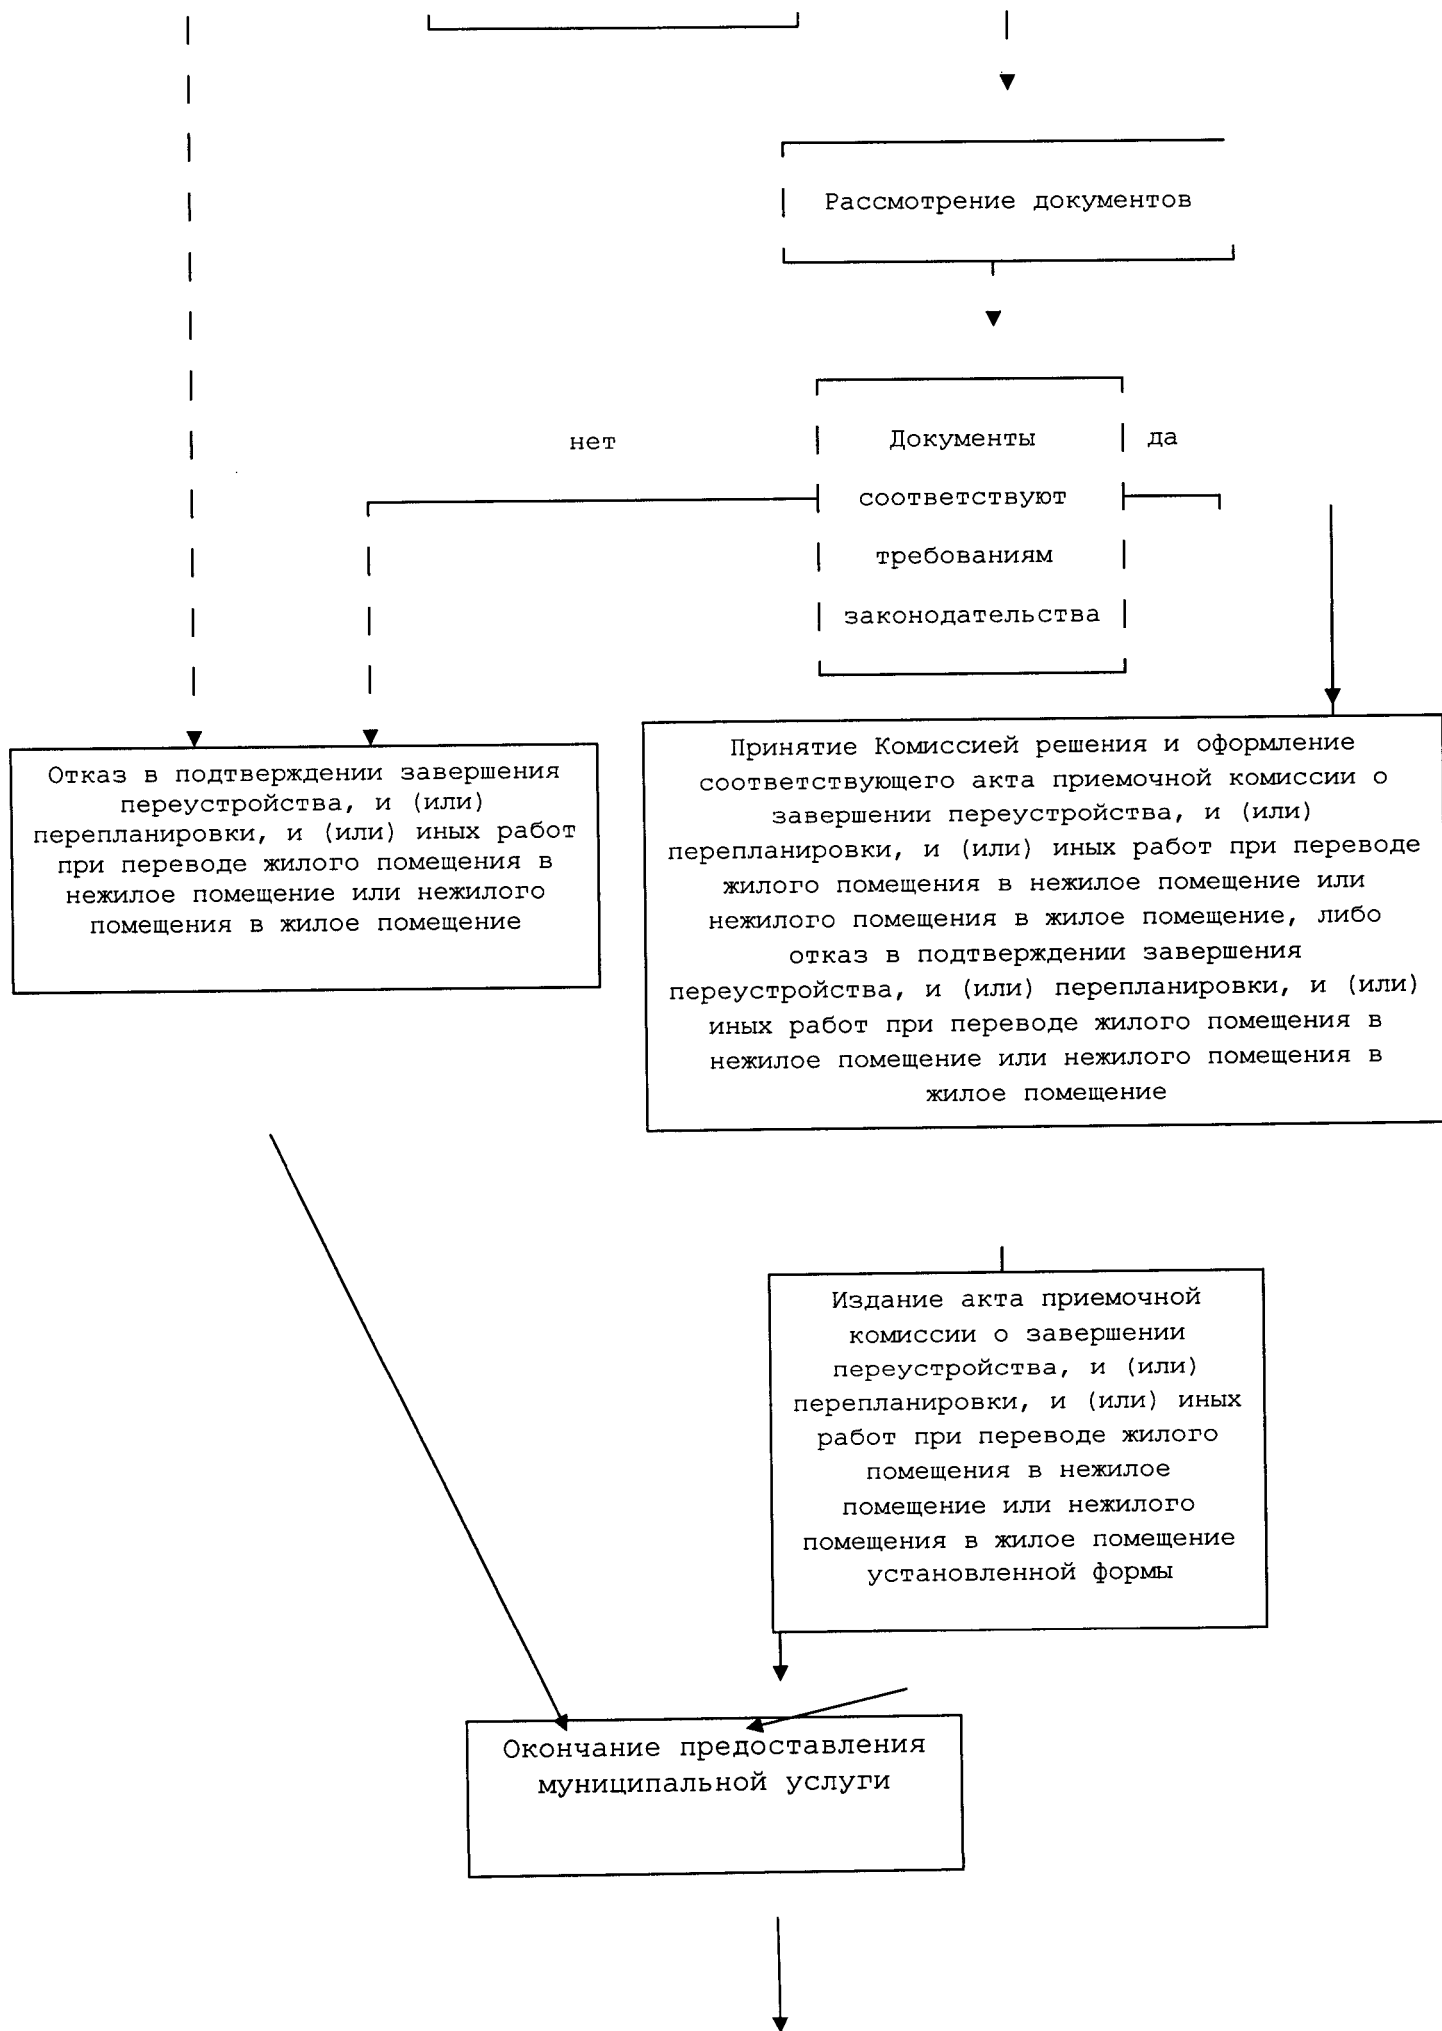 Рассмотрение документов
нет
Документы
да
соответствуют
требованиям
законодательства
Отказ в подтверждении завершения
переустройства, и (или)
перепланировки, и (или) иных работ
при переводе жилого помещения в
нежилое помещение или нежилого
помещения в жилое помещение
Принятие Комиссией решения и оформление
соответствующего акта приемочной комиссии о
завершении переустройства, и (или)
перепланировки, и (или) иных работ при переводе
жилого помещения в нежилое помещение или
нежилого помещения в жилое помещение, либо
отказ в подтверждении завершения
переустройства, и (или) перепланировки, и (или)
иных работ при переводе жилого помещения в
нежилое помещение или нежилого помещения в
жилое помещение
Издание акта приемочной
комиссии о завершении
переустройства, и (или)
перепланировки, и (или) иных
работ при переводе жилого
помещения в нежилое
помещение или нежилого
помещения в жилое помещение
установленной формы
Окончание предоставления
муниципальной услуги